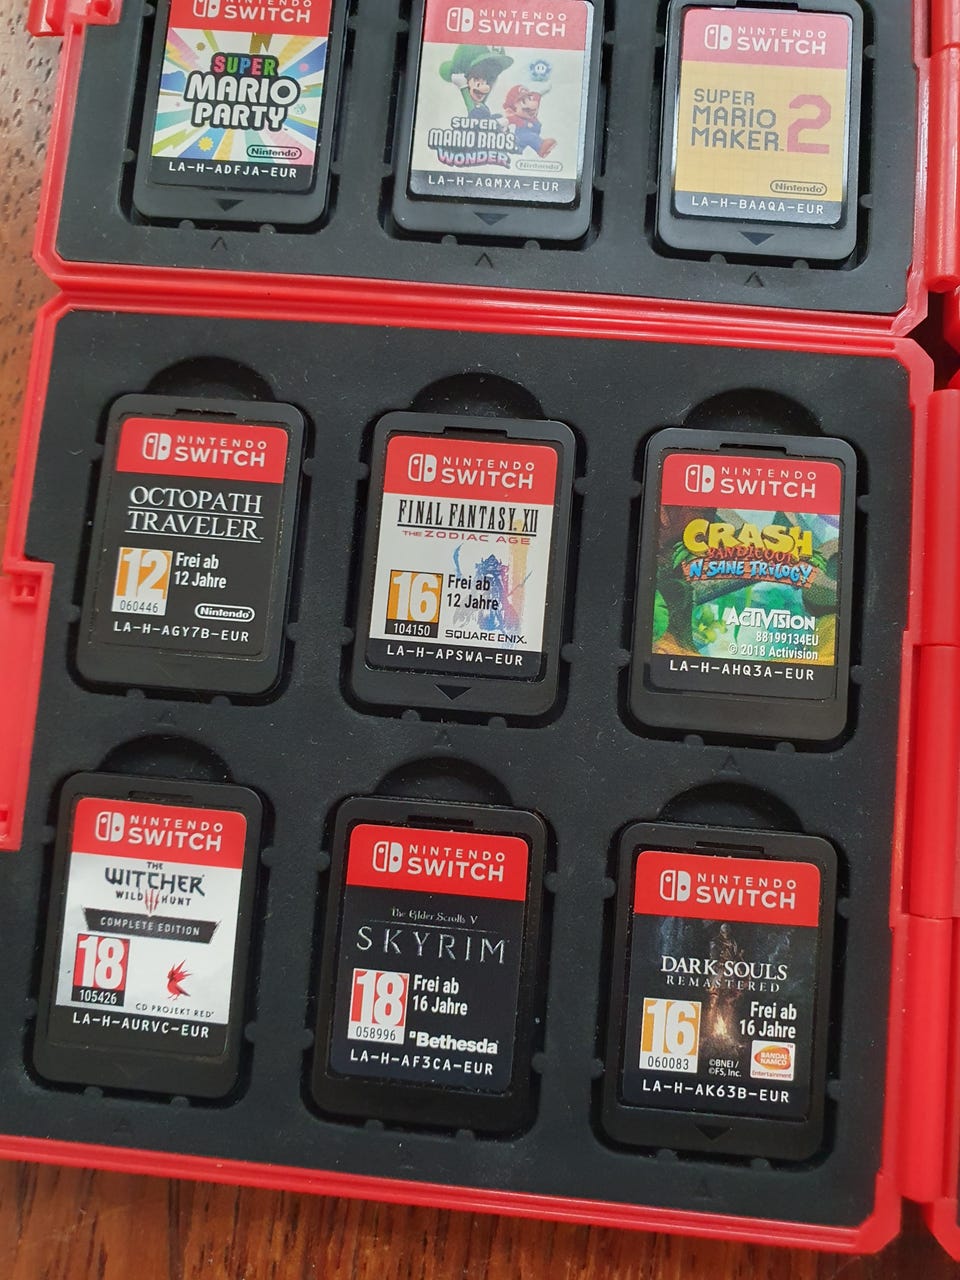 NINTENDO
SWITCH
SUPER
MARIO
PARTY
Nintendo
LA-H-ADFJA-EUR
NINTENDO
SWITCH
SUPER
MARIO BROS.
WONDER
Nintendo
LA-H-AQMXA-EUR
NINTENDO
SWITCH
SUPER
MARIO
MAKER 2
Nintendo
LA-H-BAAQA-EUR
NINTENDO
SWITCH
OCTOPATH
TRAVELER
12
Frei ab
12 Jahre
060446
Nintendo
LA-H-AGY7B-EUR
NINTENDO
SWITCH
FINAL FANTASY XII
THE ZODIAC AGE
16
Frei ab
12 Jahre
104150
SQUARE ENIX
LA-H-APSWA-EUR
NINTENDO
SWITCH
CRASH
BANDICOOT
N. SANE TRILOGY
ACTIVISION
88199134EU
© 2018 Activision
LA-H-AHQ3A-EUR
NINTENDO
SWITCH
THE
WITCHER
WILD HUNT
COMPLETE EDITION
18
105426
CD PROJEKT RED
LA-H-AURVC-EUR
NINTENDO
SWITCH
The Elder Scrolls V
SKYRIM
18
Frei ab
16 Jahre
058996
Bethesda
LA-H-AF3CA-EUR
NINTENDO
SWITCH
DARK SOULS
REMASTERED
16
Frei ab
16 Jahre
060083
©BNEI /
©FS, Inc.
BANDAI
NAMCO
Entertainment
LA-H-AK63B-EUR